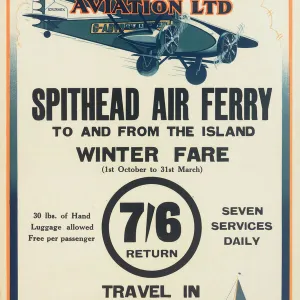 AVIATION LTD
SPITHEAD AIR FERRY
TO AND FROM THE ISLAND
WINTER FARE
(1st October to 31st March)
30 lbs. of Hand
Luggage allowed
Free per passenger
7/6
RETURN
SEVEN
SERVICES
DAILY
TRAVEL IN